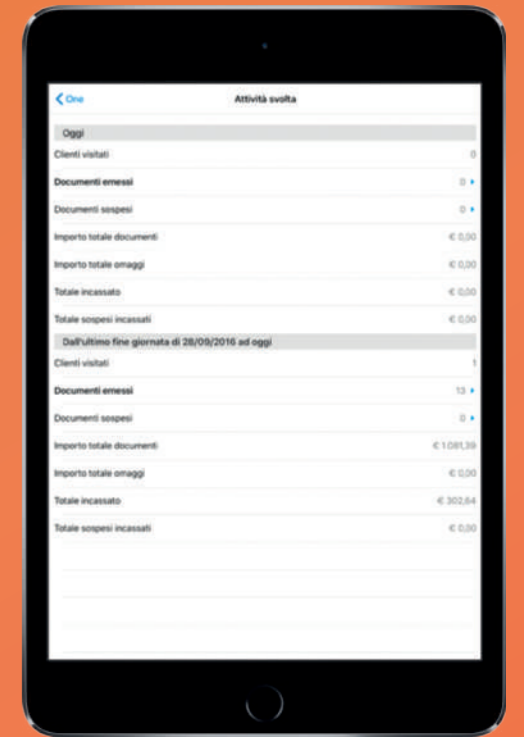 One Attività svolta
Oggi
Clienti visitati 0
Documenti emessi 0
Documenti sospesi 0
Importo totale documenti € 0,00
Importo totale omaggi € 0,00
Totale incassato € 0,00
Totale sospesi incassati € 0,00
Dall'ultimo fine giornata di 28/09/2016 ad oggi
Clienti visitati 1
Documenti emessi 13
Documenti sospesi 0
Importo totale documenti € 1.081,39
Importo totale omaggi € 0,00
Totale incassato € 302,64
Totale sospesi incassati € 0,00